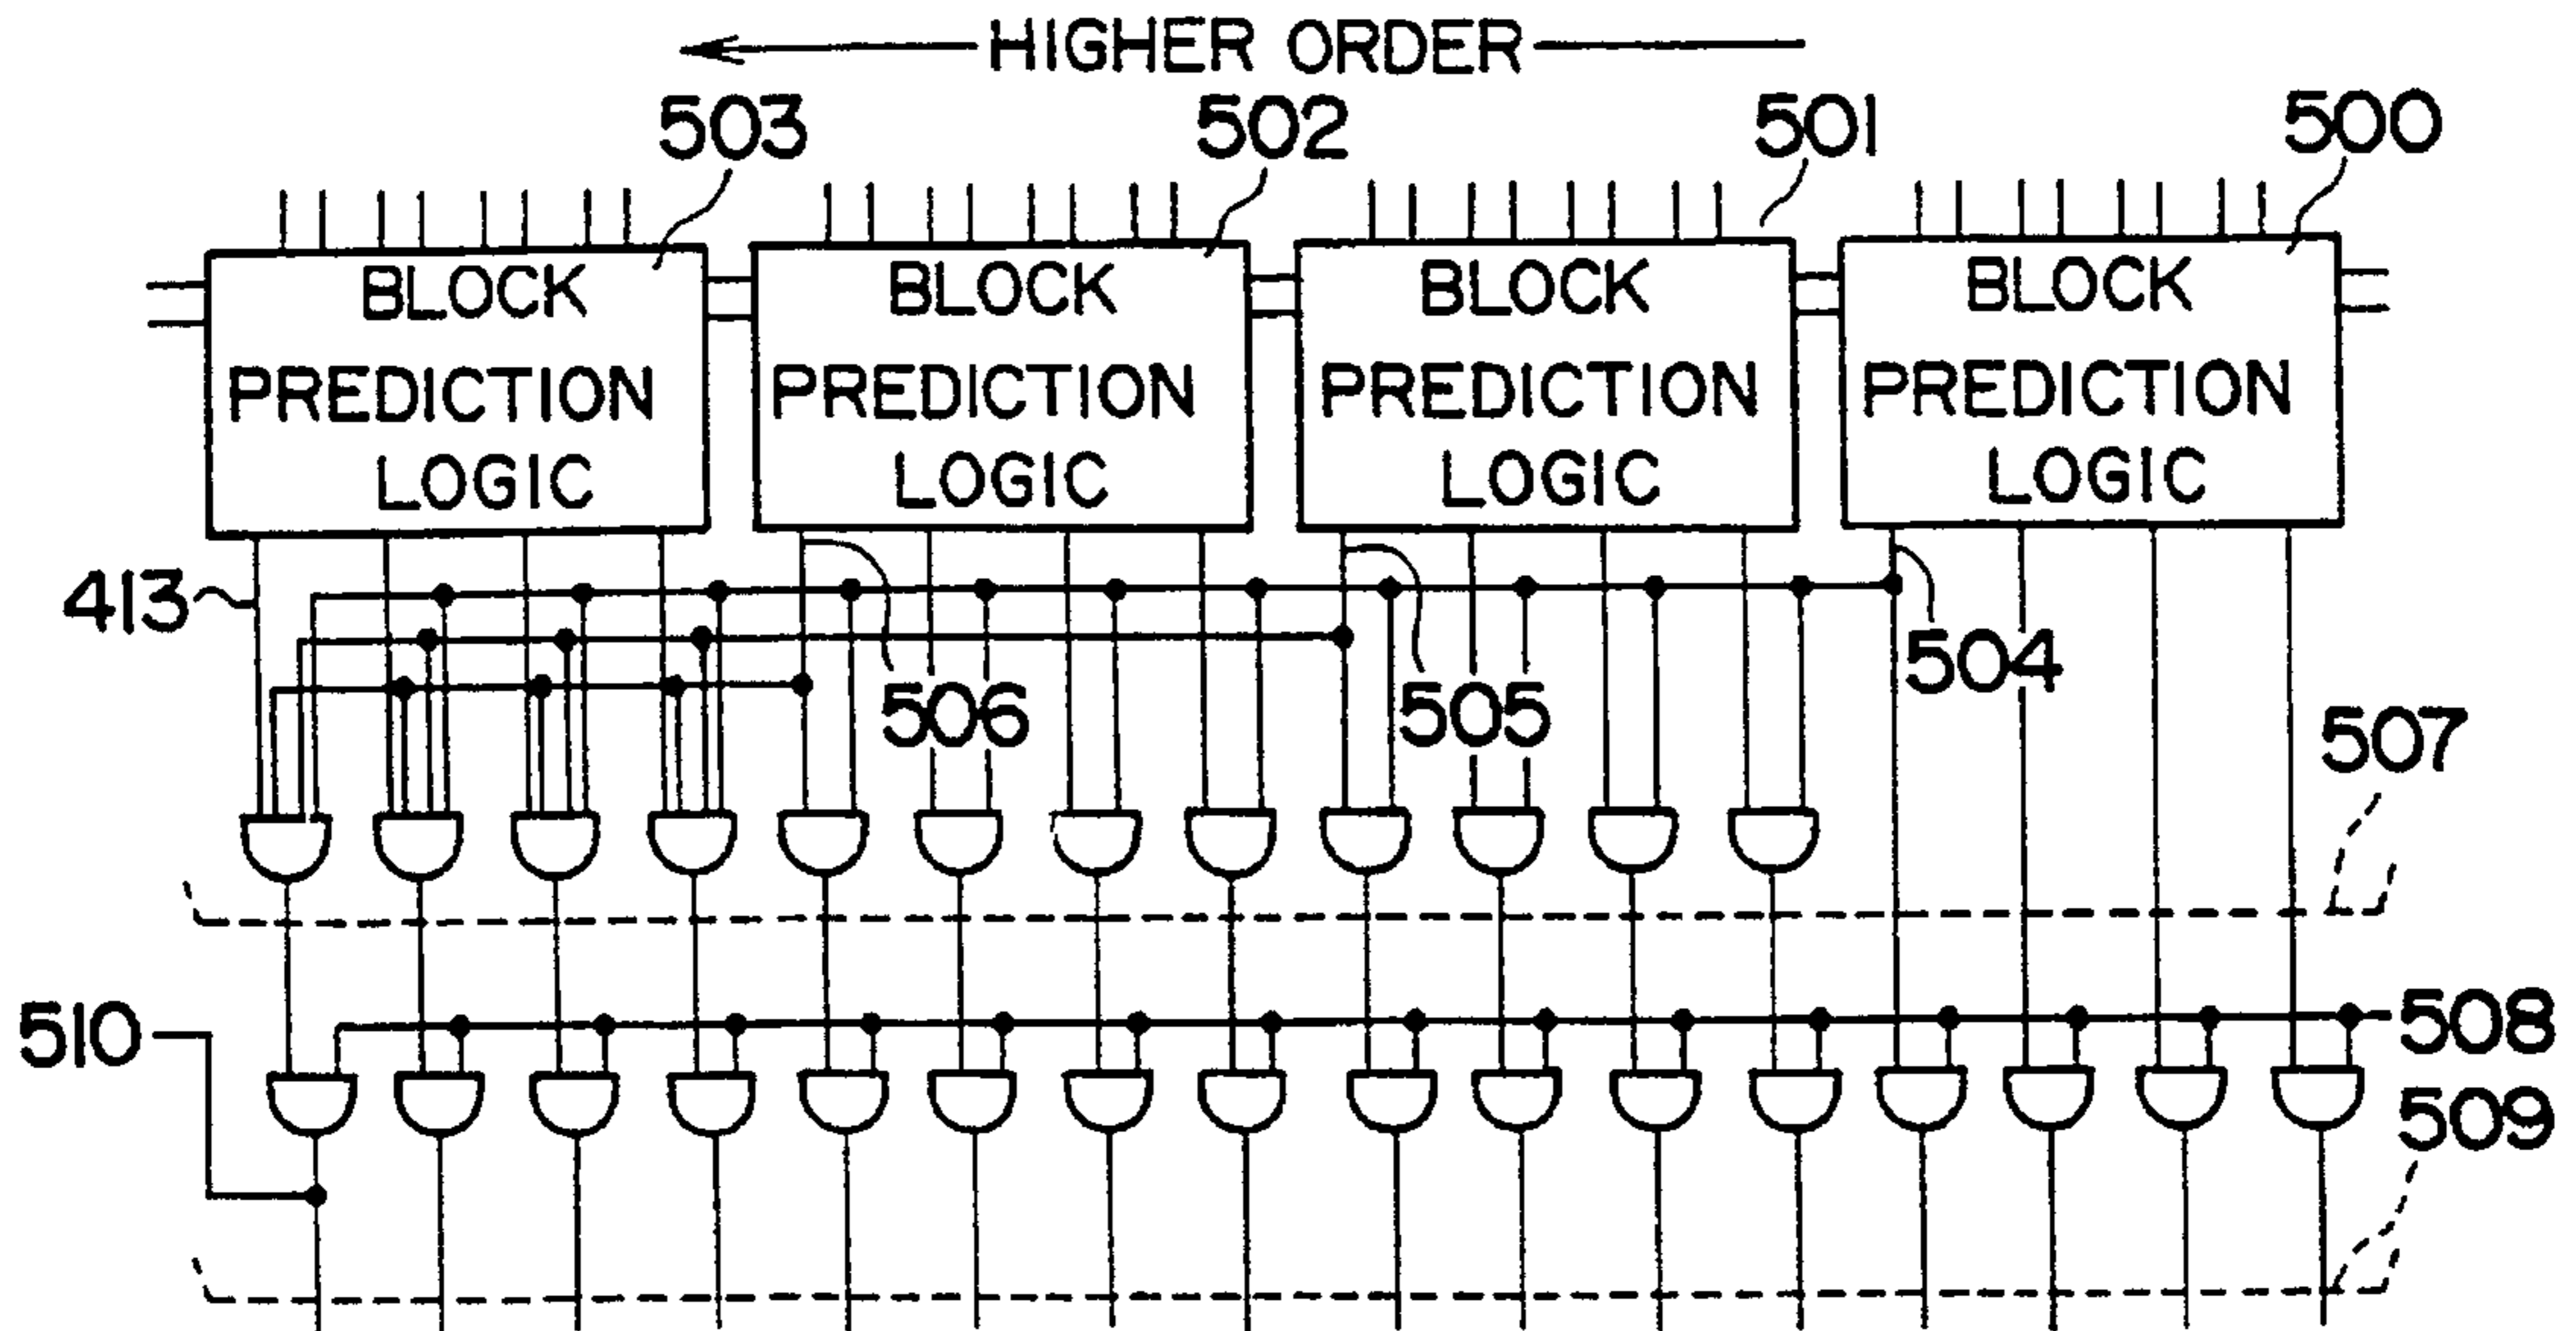 HIGHER ORDER
503
502
501
500
BLOCK
PREDICTION
LOGIC
BLOCK
PREDICTION
LOGIC
BLOCK
PREDICTION
LOGIC
BLOCK
PREDICTION
LOGIC
413
506
505
504
507
510
508
509